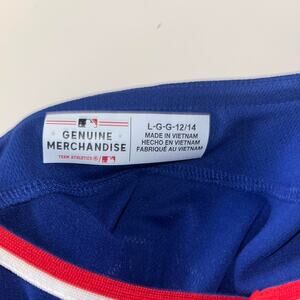 GENUINE
MERCHANDISE
TEAM ATHLETICS
L-G-G-12/14
MADE IN VIETNAM
HECHO EN VIETNAM
FABRIQUÉ AU VIETNAM